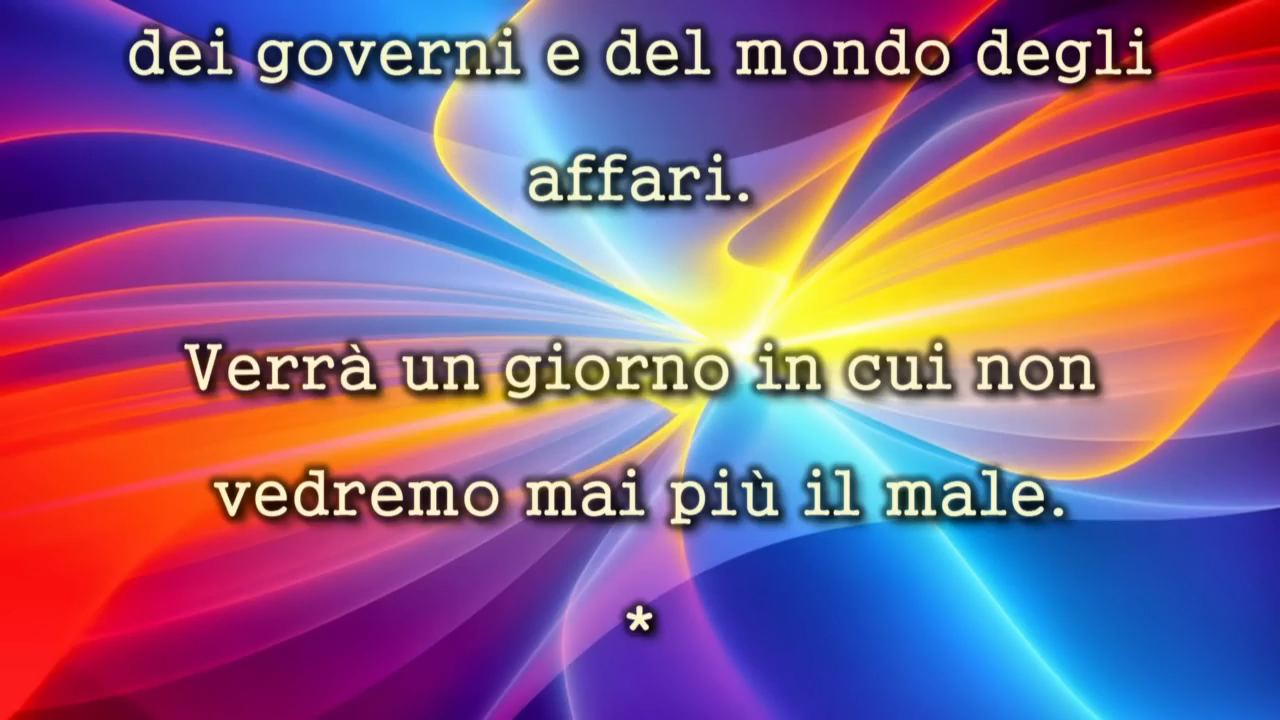 dei governi e del mondo degli
affari.
Verrà un giorno in cui non
vedremo mai più il male.
*